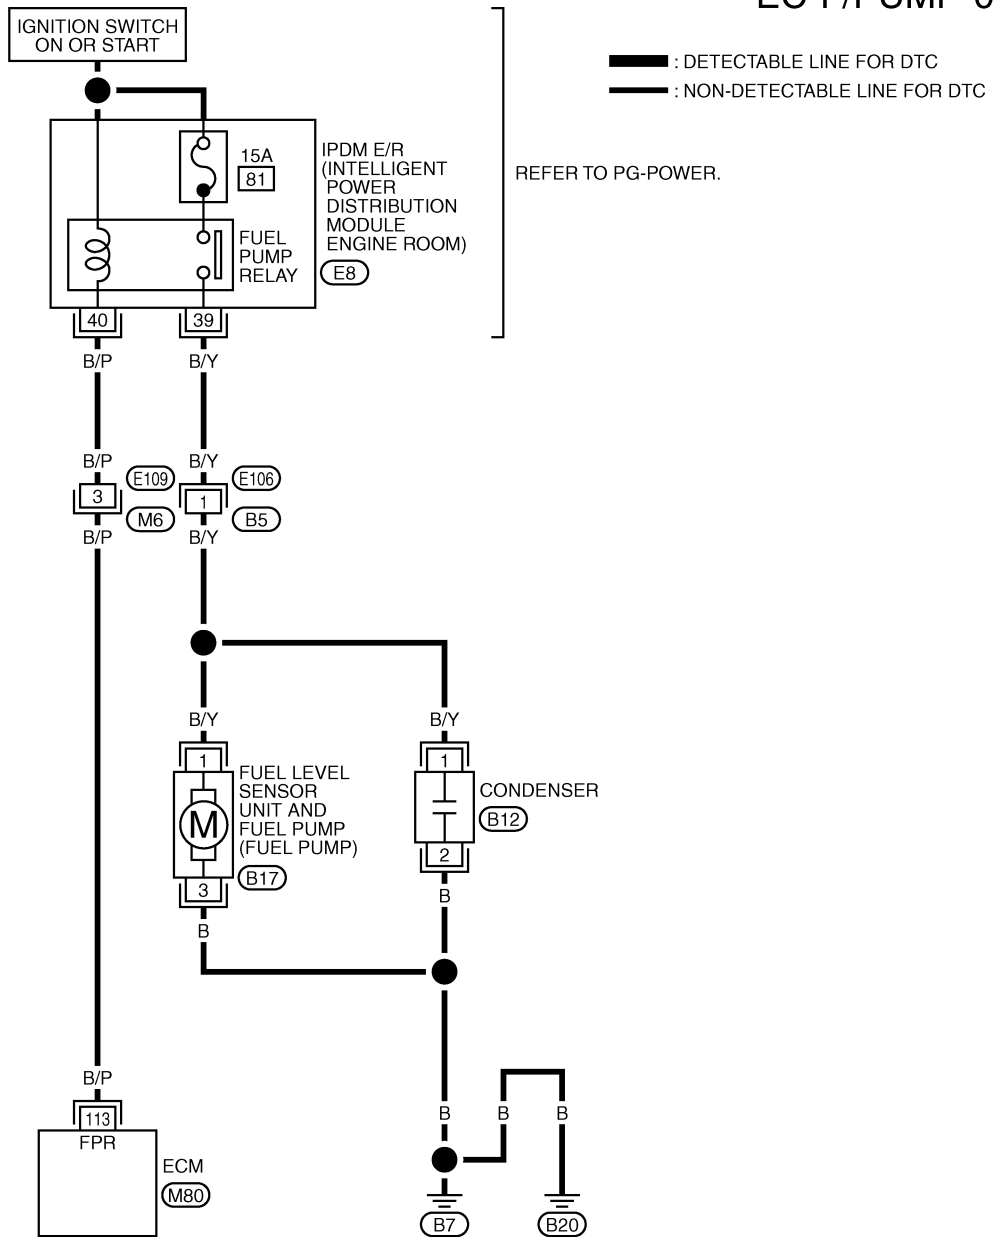 IGNITION SWITCH
ON OR START
: DETECTABLE LINE FOR DTC
: NON-DETECTABLE LINE FOR DTC
15A
81
IPDM E/R
(INTELLIGENT
POWER
DISTRIBUTION
MODULE
ENGINE ROOM)
E8
REFER TO PG-POWER.
FUEL
PUMP
RELAY
40
39
B/P
B/Y
B/P
B/Y
E109
E106
3
1
M6
B5
B/P
B/Y
B/Y
B/Y
1
1
FUEL LEVEL
SENSOR
UNIT AND
FUEL PUMP
(FUEL PUMP)
M
B17
CONDENSER
B12
3
2
B
B
B/P
113
FPR
ECM
M80
B
B
B
B7
B20